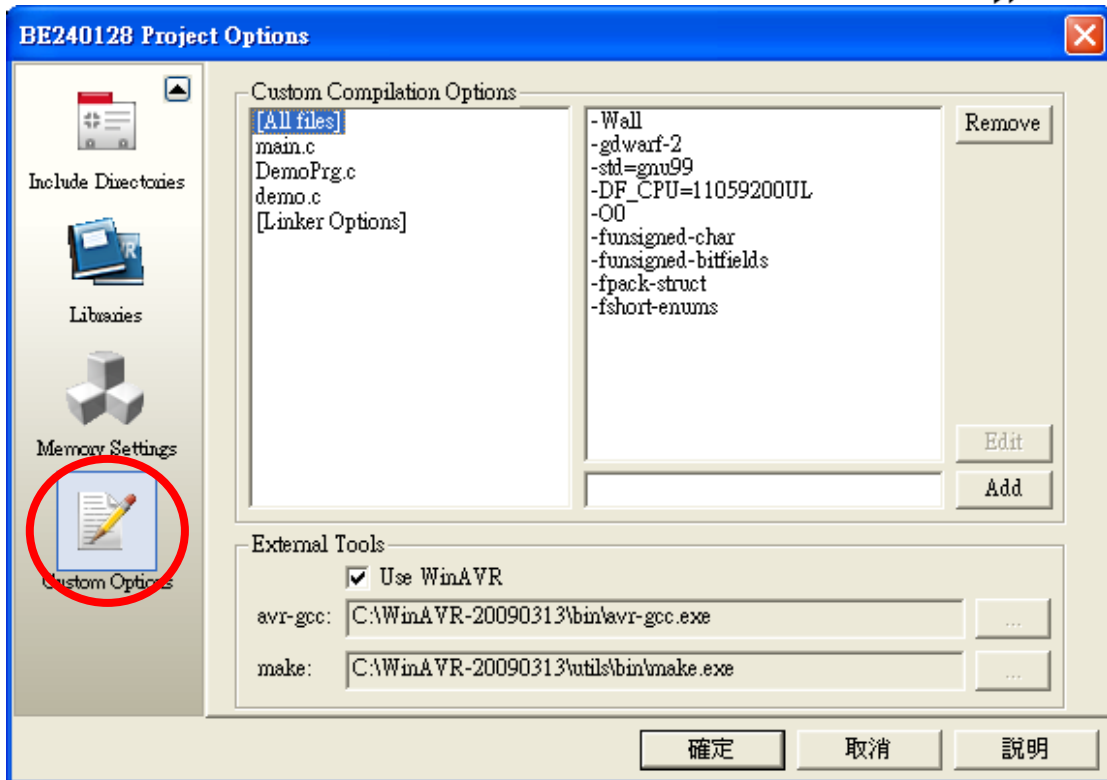 BE240128 Project Options
Include Directories
Libraries
Memory Settings
Custom Options
Custom Compilation Options
[All files]
main.c
DemoPrg.c
demo.c
[Linker Options]
-Wall
-gdwarf-2
-std=gnu99
-DF_CPU=11059200UL
-O0
-funsigned-char
-funsigned-bitfields
-fpack-struct
-fshort-enums
Remove
Edit
Add
External Tools
Use WinAVR
avr-gcc: C:\WinAVR-20090313\bin\avr-gcc.exe ...
make: C:\WinAVR-20090313\utils\bin\make.exe ...
確定 取消 說明